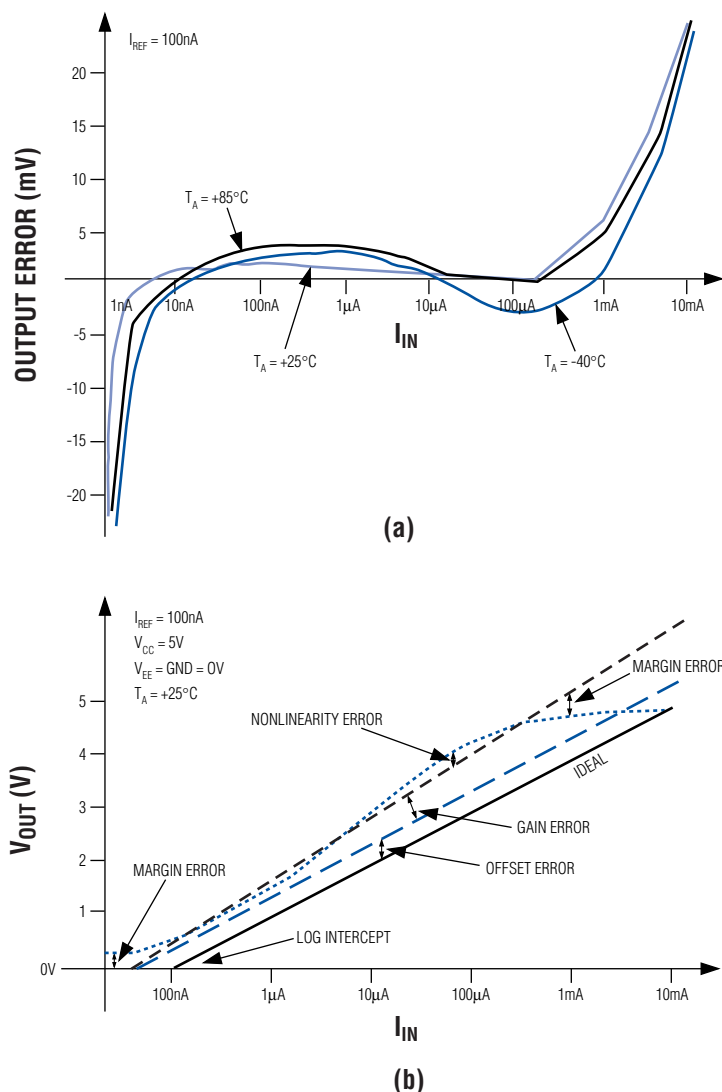 I_REF = 100nA
OUTPUT ERROR (mV)
20
15
10
5
-5
-10
-15
-20
T_A = +85°C
1nA
10nA
100nA
1µA
10µA
100µA
1mA
10mA
I_IN
T_A = +25°C
T_A = -40°C
(a)
I_REF = 100nA
V_CC = 5V
V_EE = GND = 0V
T_A = +25°C
V_OUT (V)
5
4
3
2
1
0V
MARGIN ERROR
NONLINEARITY ERROR
IDEAL
GAIN ERROR
OFFSET ERROR
MARGIN ERROR
LOG INTERCEPT
100nA
1µA
10µA
100µA
1mA
10mA
I_IN
(b)